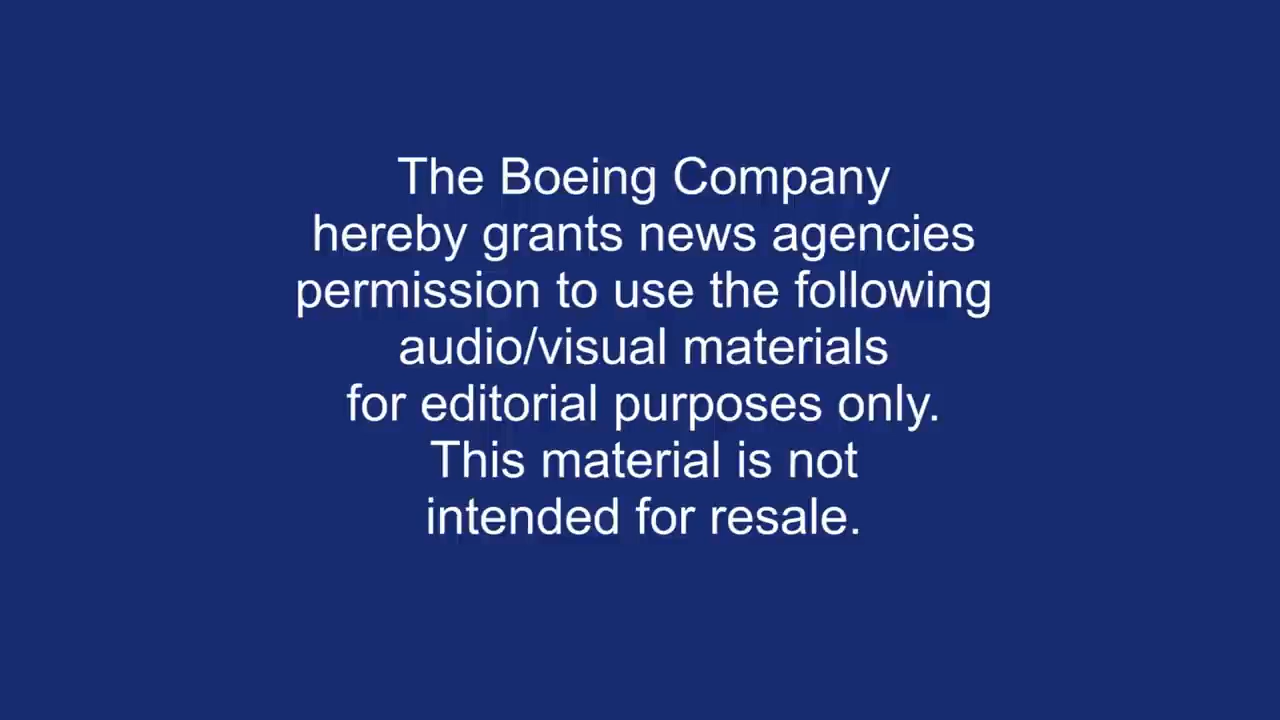 The Boeing Company
hereby grants news agencies
permission to use the following
audio/visual materials
for editorial purposes only.
This material is not
intended for resale.